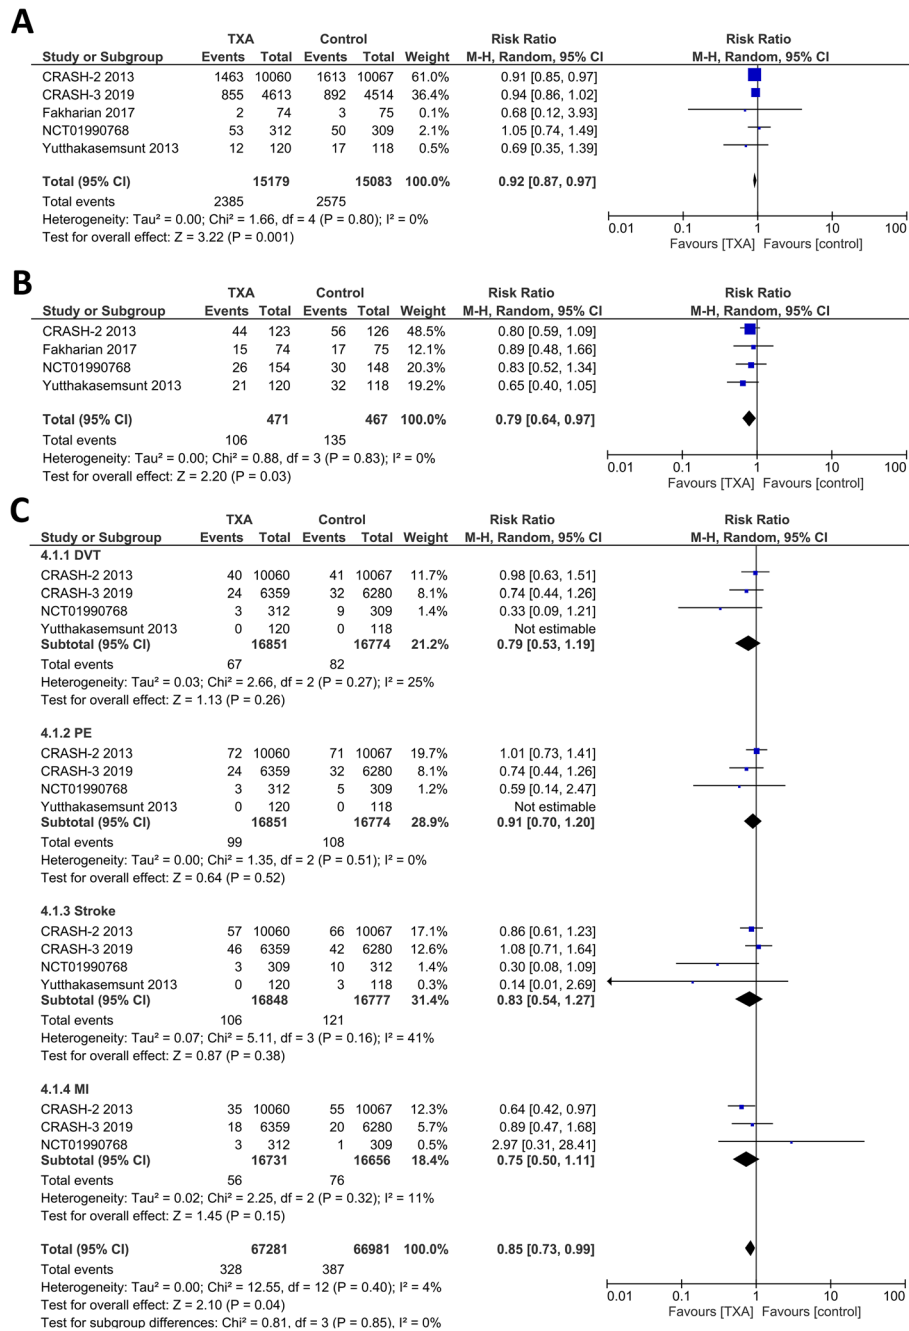 A
TXA Control Risk Ratio Risk Ratio
Study or Subgroup Events Total Events Total Weight M-H, Random, 95% CI M-H, Random, 95% CI
CRASH-2 2013 1463 10060 1613 10067 61.0% 0.91 [0.85, 0.97]
CRASH-3 2019 855 4613 892 4514 36.4% 0.94 [0.86, 1.02]
Fakharian 2017 2 74 3 75 0.1% 0.68 [0.12, 3.93]
NCT01990768 53 312 50 309 2.1% 1.05 [0.74, 1.49]
Yutthakasemsunt 2013 12 120 17 118 0.5% 0.69 [0.35, 1.39]
Total (95% CI) 15179 15083 100.0% 0.92 [0.87, 0.97]
Total events 2385 2575
Heterogeneity: Tau² = 0.00; Chi² = 1.66, df = 4 (P = 0.80); I² = 0%
Test for overall effect: Z = 3.22 (P = 0.001)
0.01 0.1 1 10 100
Favours [TXA] Favours [control]
B
TXA Control Risk Ratio Risk Ratio
Study or Subgroup Events Total Events Total Weight M-H, Random, 95% CI M-H, Random, 95% CI
CRASH-2 2013 44 123 56 126 48.5% 0.80 [0.59, 1.09]
Fakharian 2017 15 74 17 75 12.1% 0.89 [0.48, 1.66]
NCT01990768 26 154 30 148 20.3% 0.83 [0.52, 1.34]
Yutthakasemsunt 2013 21 120 32 118 19.2% 0.65 [0.40, 1.05]
Total (95% CI) 471 467 100.0% 0.79 [0.64, 0.97]
Total events 106 135
Heterogeneity: Tau² = 0.00; Chi² = 0.88, df = 3 (P = 0.83); I² = 0%
Test for overall effect: Z = 2.20 (P = 0.03)
0.01 0.1 1 10 100
Favours [TXA] Favours [control]
C
TXA Control Risk Ratio Risk Ratio
Study or Subgroup Events Total Events Total Weight M-H, Random, 95% CI M-H, Random, 95% CI
4.1.1 DVT
CRASH-2 2013 40 10060 41 10067 11.7% 0.98 [0.63, 1.51]
CRASH-3 2019 24 6359 32 6280 8.1% 0.74 [0.44, 1.26]
NCT01990768 3 312 9 309 1.4% 0.33 [0.09, 1.21]
Yutthakasemsunt 2013 0 120 0 118 Not estimable
Subtotal (95% CI) 16851 16774 21.2% 0.79 [0.53, 1.19]
Total events 67 82
Heterogeneity: Tau² = 0.03; Chi² = 2.66, df = 2 (P = 0.27); I² = 25%
Test for overall effect: Z = 1.13 (P = 0.26)
4.1.2 PE
CRASH-2 2013 72 10060 71 10067 19.7% 1.01 [0.73, 1.41]
CRASH-3 2019 24 6359 32 6280 8.1% 0.74 [0.44, 1.26]
NCT01990768 3 312 5 309 1.2% 0.59 [0.14, 2.47]
Yutthakasemsunt 2013 0 120 0 118 Not estimable
Subtotal (95% CI) 16851 16774 28.9% 0.91 [0.70, 1.20]
Total events 99 108
Heterogeneity: Tau² = 0.00; Chi² = 1.35, df = 2 (P = 0.51); I² = 0%
Test for overall effect: Z = 0.64 (P = 0.52)
4.1.3 Stroke
CRASH-2 2013 57 10060 66 10067 17.1% 0.86 [0.61, 1.23]
CRASH-3 2019 46 6359 42 6280 12.6% 1.08 [0.71, 1.64]
NCT01990768 3 309 10 312 1.4% 0.30 [0.08, 1.09]
Yutthakasemsunt 2013 0 120 3 118 0.3% 0.14 [0.01, 2.69]
Subtotal (95% CI) 16848 16777 31.4% 0.83 [0.54, 1.27]
Total events 106 121
Heterogeneity: Tau² = 0.07; Chi² = 5.11, df = 3 (P = 0.16); I² = 41%
Test for overall effect: Z = 0.87 (P = 0.38)
4.1.4 MI
CRASH-2 2013 35 10060 55 10067 12.3% 0.64 [0.42, 0.97]
CRASH-3 2019 18 6359 20 6280 5.7% 0.89 [0.47, 1.68]
NCT01990768 3 312 1 309 0.5% 2.97 [0.31, 28.41]
Subtotal (95% CI) 16731 16656 18.4% 0.75 [0.50, 1.11]
Total events 56 76
Heterogeneity: Tau² = 0.02; Chi² = 2.25, df = 2 (P = 0.32); I² = 11%
Test for overall effect: Z = 1.45 (P = 0.15)
Total (95% CI) 67281 66981 100.0% 0.85 [0.73, 0.99]
Total events 328 387
Heterogeneity: Tau² = 0.00; Chi² = 12.55, df = 12 (P = 0.40); I² = 4%
Test for overall effect: Z = 2.10 (P = 0.04)
Test for subgroup differences: Chi² = 0.81, df = 3 (P = 0.85), I² = 0%
0.01 0.1 1 10 100
Favours [TXA] Favours [control]